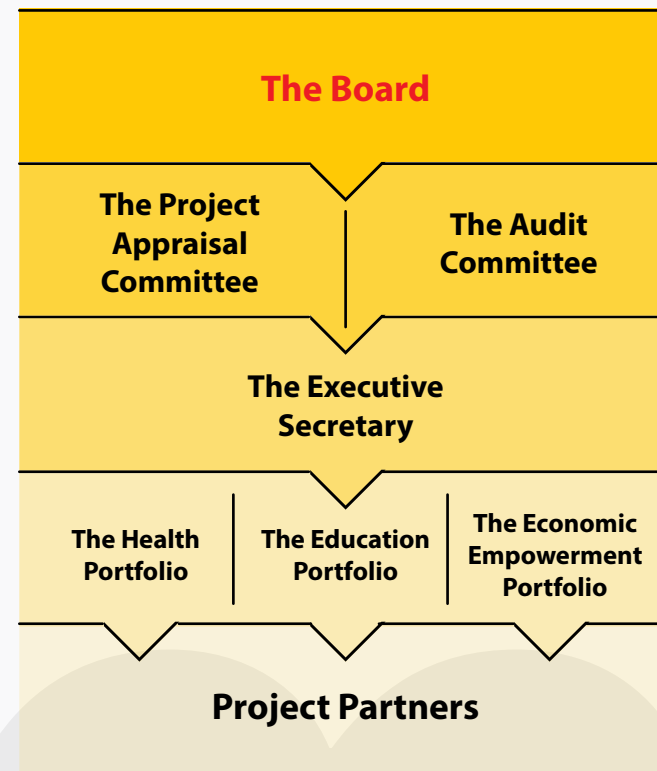 The Board
The Project
Appraisal
Committee
The Audit
Committee
The Executive
Secretary
The Health
Portfolio
The Education
Portfolio
The Economic
Empowerment
Portfolio
Project Partners